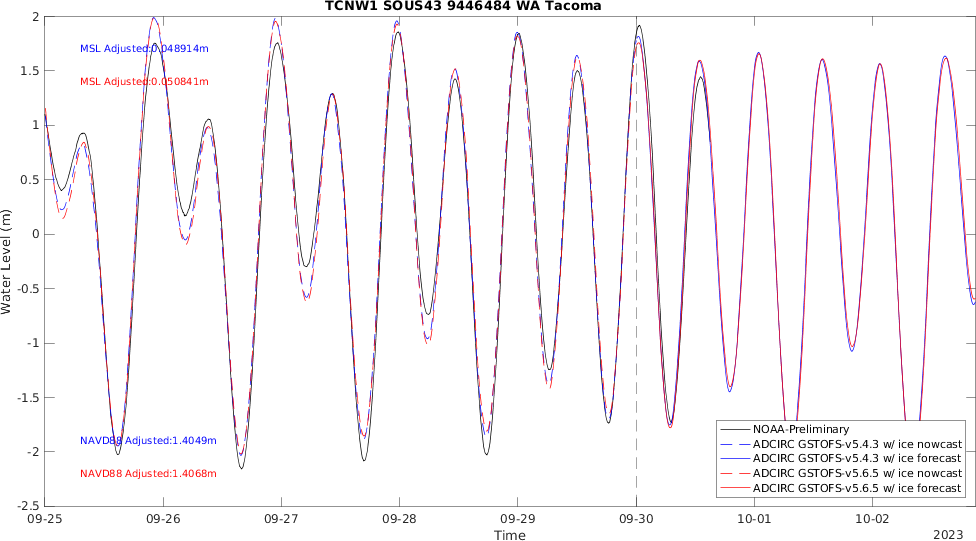 TCNW1 SOUS43 9446484 WA Tacoma
2
1.5
1
0.5
0
-0.5
-1
-1.5
-2
-2.5
Water Level (m)
MSL Adjusted:0.048914m
MSL Adjusted:0.050841m
NAVD88 Adjusted:1.4049m
NAVD88 Adjusted:1.4068m
NOAA-Preliminary
ADCIRC GSTOFS-v5.4.3 w/ ice nowcast
ADCIRC GSTOFS-v5.4.3 w/ ice forecast
ADCIRC GSTOFS-v5.6.5 w/ ice nowcast
ADCIRC GSTOFS-v5.6.5 w/ ice forecast
09-25 09-26 09-27 09-28 09-29 09-30 10-01 10-02
Time
2023